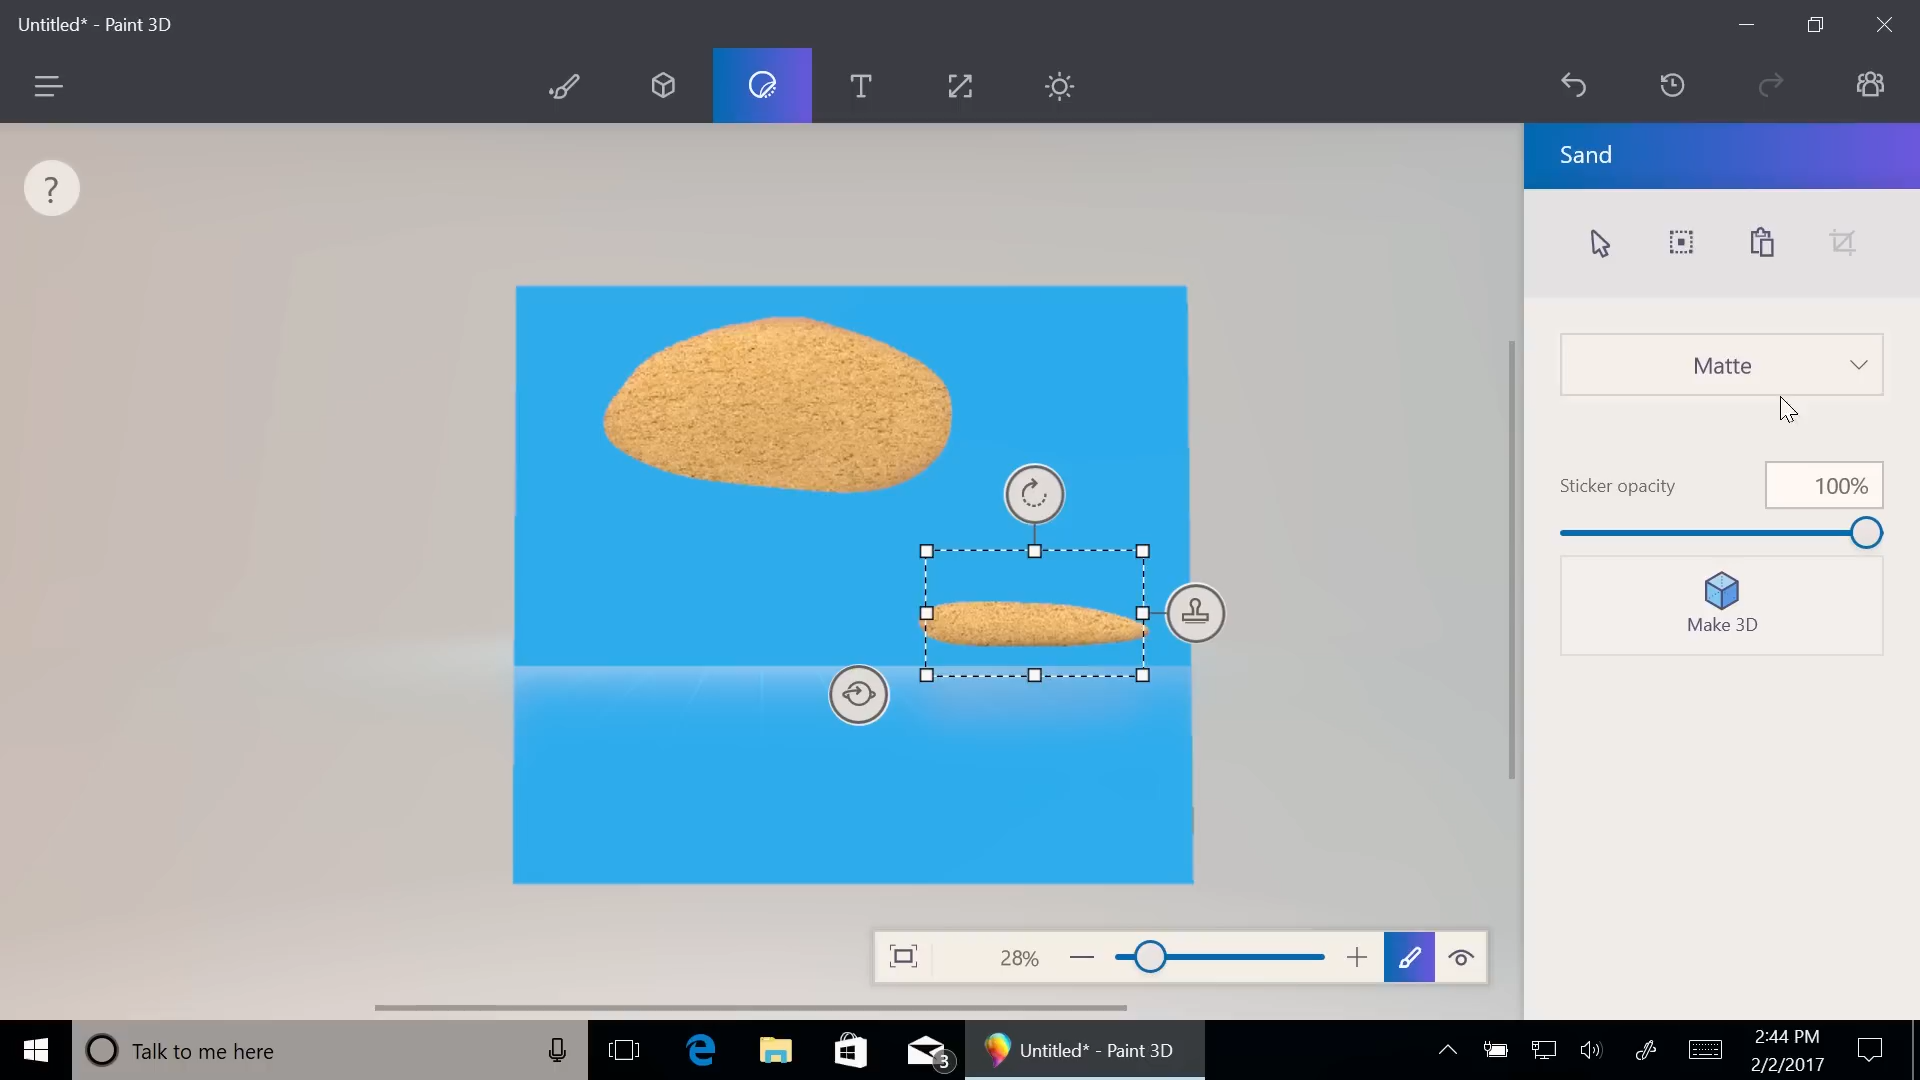 Untitled* - Paint 3D
T
?
Sand
Matte
Sticker opacity
100%
Make 3D
28%
Talk to me here
3
Untitled* - Paint 3D
2:44 PM
2/2/2017